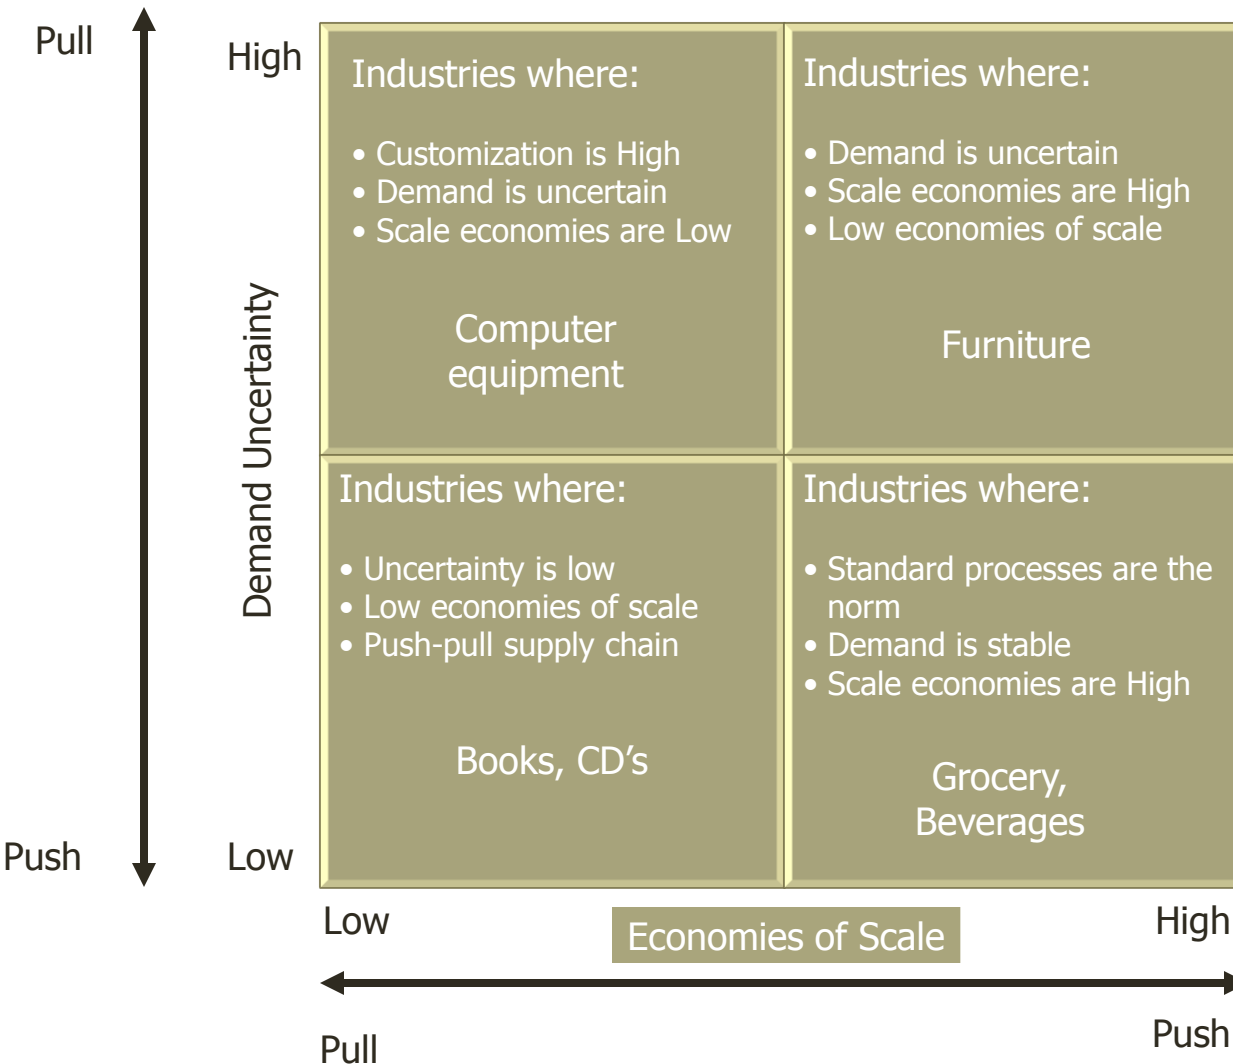 Pull
High
Industries where:
• Customization is High
• Demand is uncertain
• Scale economies are Low
Computer
equipment
Industries where:
• Demand is uncertain
• Scale economies are High
• Low economies of scale
Furniture
Demand Uncertainty
Industries where:
• Uncertainty is low
• Low economies of scale
• Push-pull supply chain
Books, CD’s
Industries where:
• Standard processes are the
norm
• Demand is stable
• Scale economies are High
Grocery,
Beverages
Push
Low
Low
Economies of Scale
High
Pull
Push